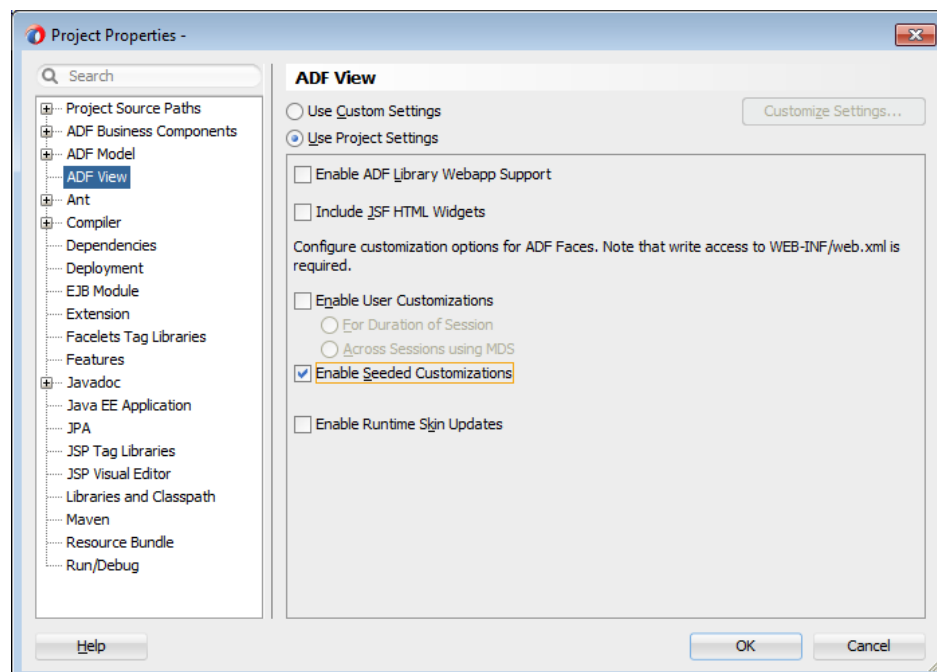 Project Properties -
Search
Project Source Paths
ADF Business Components
ADF Model
ADF View
Ant
Compiler
Dependencies
Deployment
EJB Module
Extension
Facelets Tag Libraries
Features
Javadoc
Java EE Application
JPA
JSP Tag Libraries
JSP Visual Editor
Libraries and Classpath
Maven
Resource Bundle
Run/Debug
ADF View
Use Custom Settings
Customize Settings...
Use Project Settings
Enable ADF Library Webapp Support
Include JSF HTML Widgets
Configure customization options for ADF Faces. Note that write access to WEB-INF/web.xml is
required.
Enable User Customizations
For Duration of Session
Across Sessions using MDS
Enable Seeded Customizations
Enable Runtime Skin Updates
Help
OK
Cancel